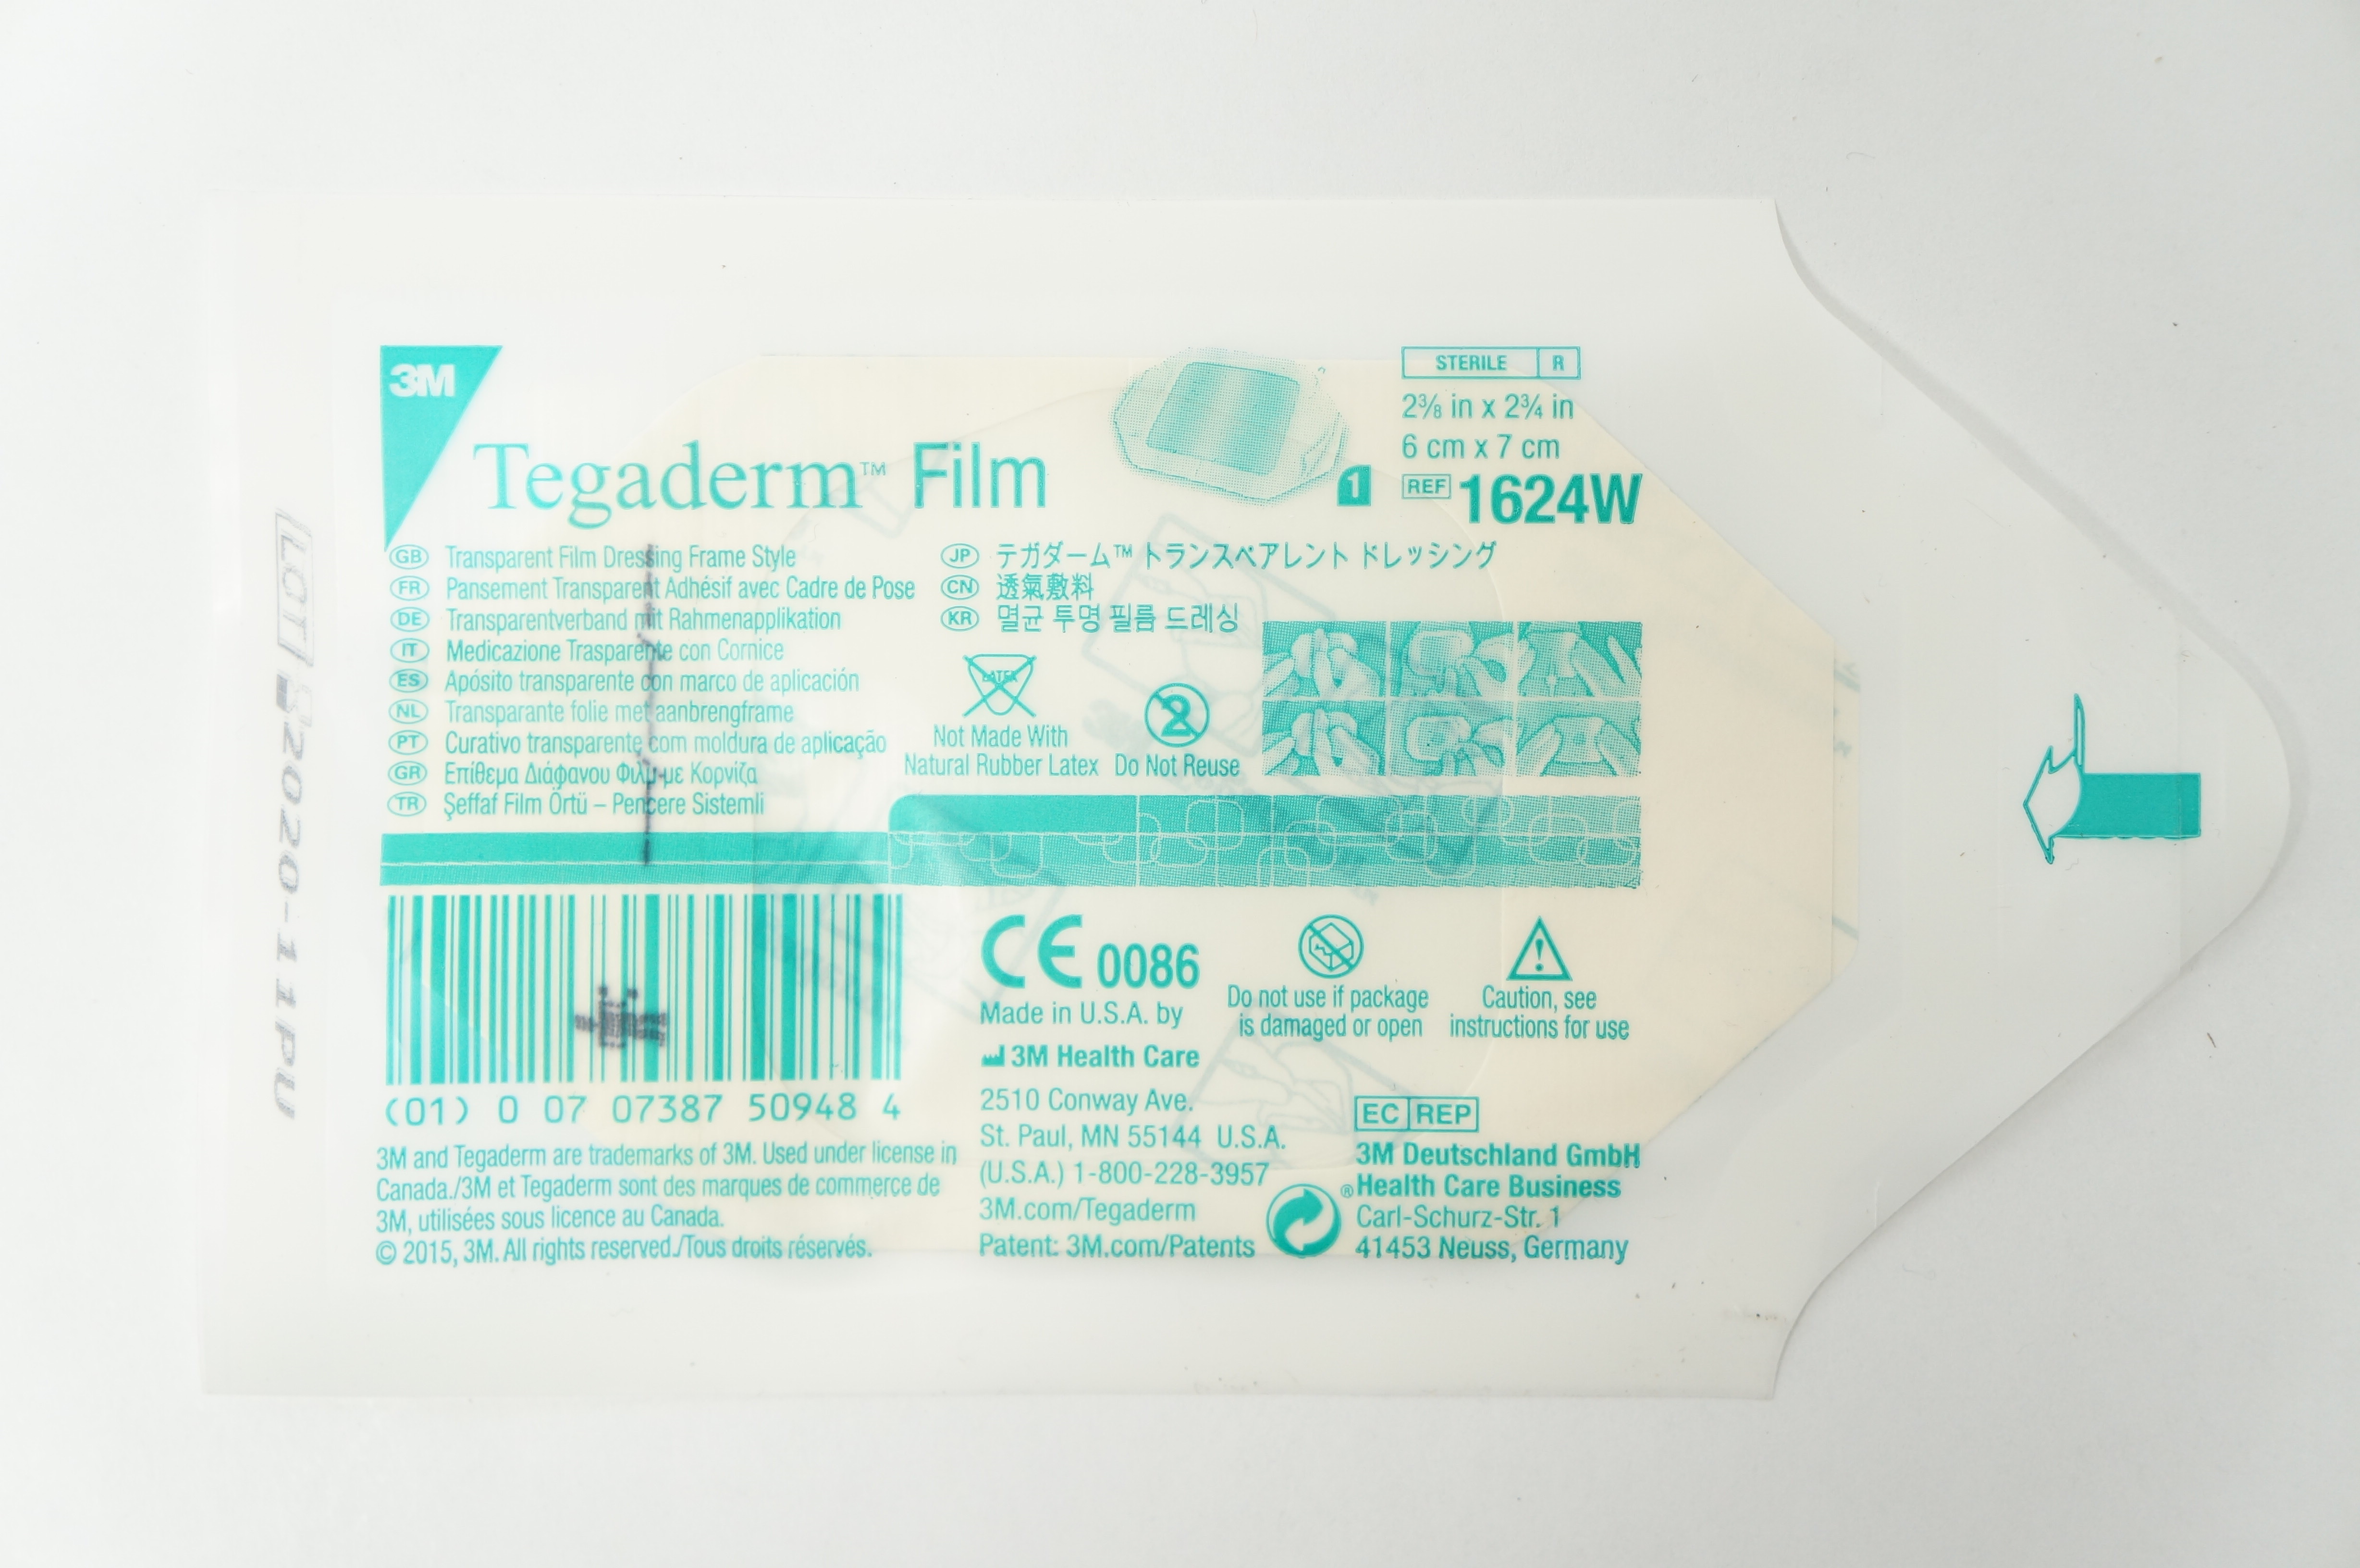 3M
Tegaderm™ Film
STERILE R
2⅜ in x 2¾ in
6 cm x 7 cm
REF 1624W
1
GB Transparent Film Dressing Frame Style
FR Pansement Transparent Adhésif avec Cadre de Pose
DE Transparentverband mit Rahmenapplikation
IT Medicazione Trasparente con Cornice
ES Apósito transparente con marco de aplicación
NL Transparante folie met aanbrengframe
PT Curativo transparente com moldura de aplicação
GR Επίθεμα Διάφανου Φιλμ με Κορνίζα
TR Şeffaf Film Örtü – Pencere Sistemli
JP テガダーム™ トランスペアレント ドレッシング
CN 透氣敷料
KR 멸균 투명 필름 드레싱
LATEX
Not Made With
Natural Rubber Latex
2
Do Not Reuse
(01) 0 07 07387 50948 4
3M and Tegaderm are trademarks of 3M. Used under license in
Canada./3M et Tegaderm sont des marques de commerce de
3M, utilisées sous licence au Canada.
© 2015, 3M. All rights reserved./Tous droits réservés.
CE 0086
Made in U.S.A. by
3M Health Care
2510 Conway Ave.
St. Paul, MN 55144 U.S.A.
(U.S.A.) 1-800-228-3957
3M.com/Tegaderm
Patent: 3M.com/Patents
Do not use if package
is damaged or open
Caution, see
instructions for use
EC REP
3M Deutschland GmbH
®
Health Care Business
Carl-Schurz-Str. 1
41453 Neuss, Germany
LOT 2020-11PU